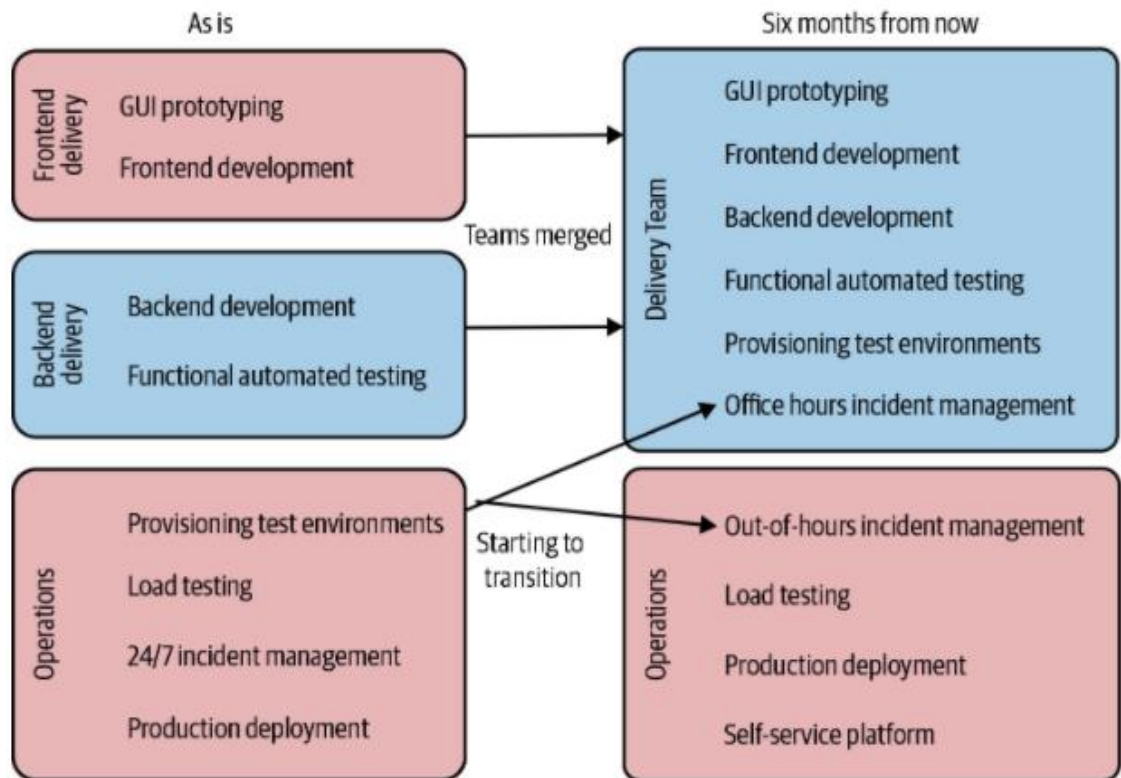 As is
Six months from now
Frontend
delivery
GUI prototyping
Frontend development
Backend
delivery
Backend development
Functional automated testing
Operations
Provisioning test environments
Load testing
24/7 incident management
Production deployment
Teams merged
Starting to
transition
Delivery Team
GUI prototyping
Frontend development
Backend development
Functional automated testing
Provisioning test environments
Office hours incident management
Operations
Out-of-hours incident management
Load testing
Production deployment
Self-service platform